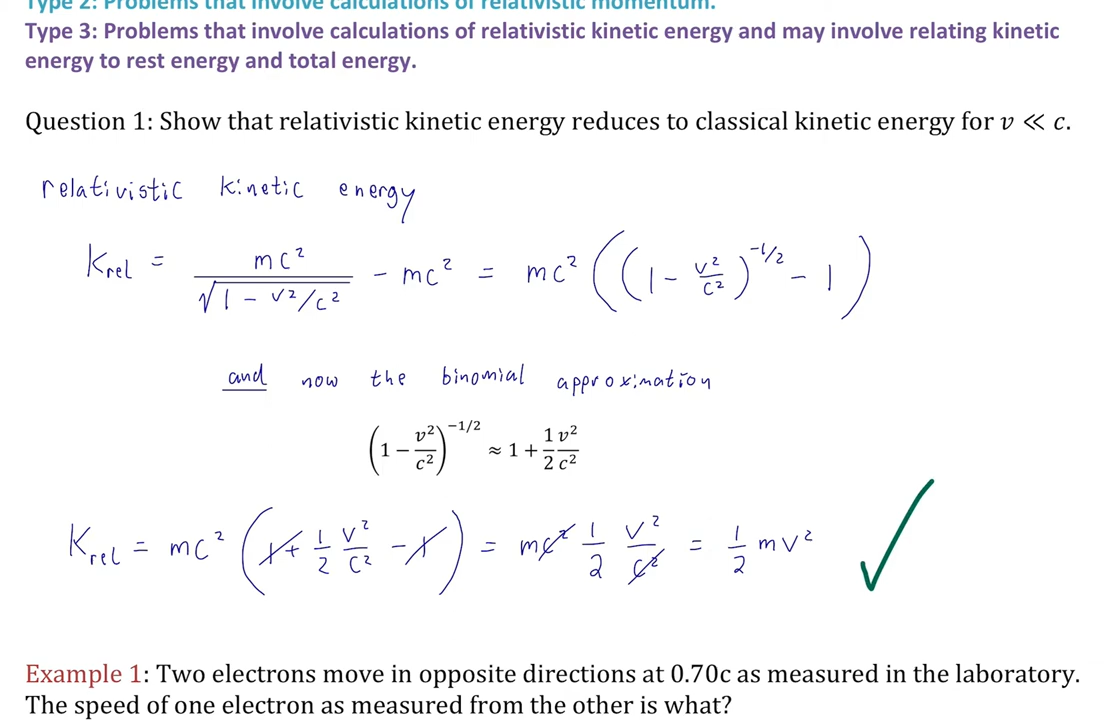 Type 2: Problems that involve calculations of relativistic momentum.
Type 3: Problems that involve calculations of relativistic kinetic energy and may involve relating kinetic
energy to rest energy and total energy.
Question 1: Show that relativistic kinetic energy reduces to classical kinetic energy for v ≪ c.
relativistic kinetic energy
K_rel = mc² / √(1 - v²/c²) - mc² = mc² ((1 - v²/c²)^(-1/2) - 1)
and now the binomial approximation
(1 − v²/c²)^(−1/2) ≈ 1 + 1/2 v²/c²
K_rel = mc² (1 + 1/2 v²/c² - 1) = mc² 1/2 v²/c² = 1/2 mv²
Example 1: Two electrons move in opposite directions at 0.70c as measured in the laboratory.
The speed of one electron as measured from the other is what?